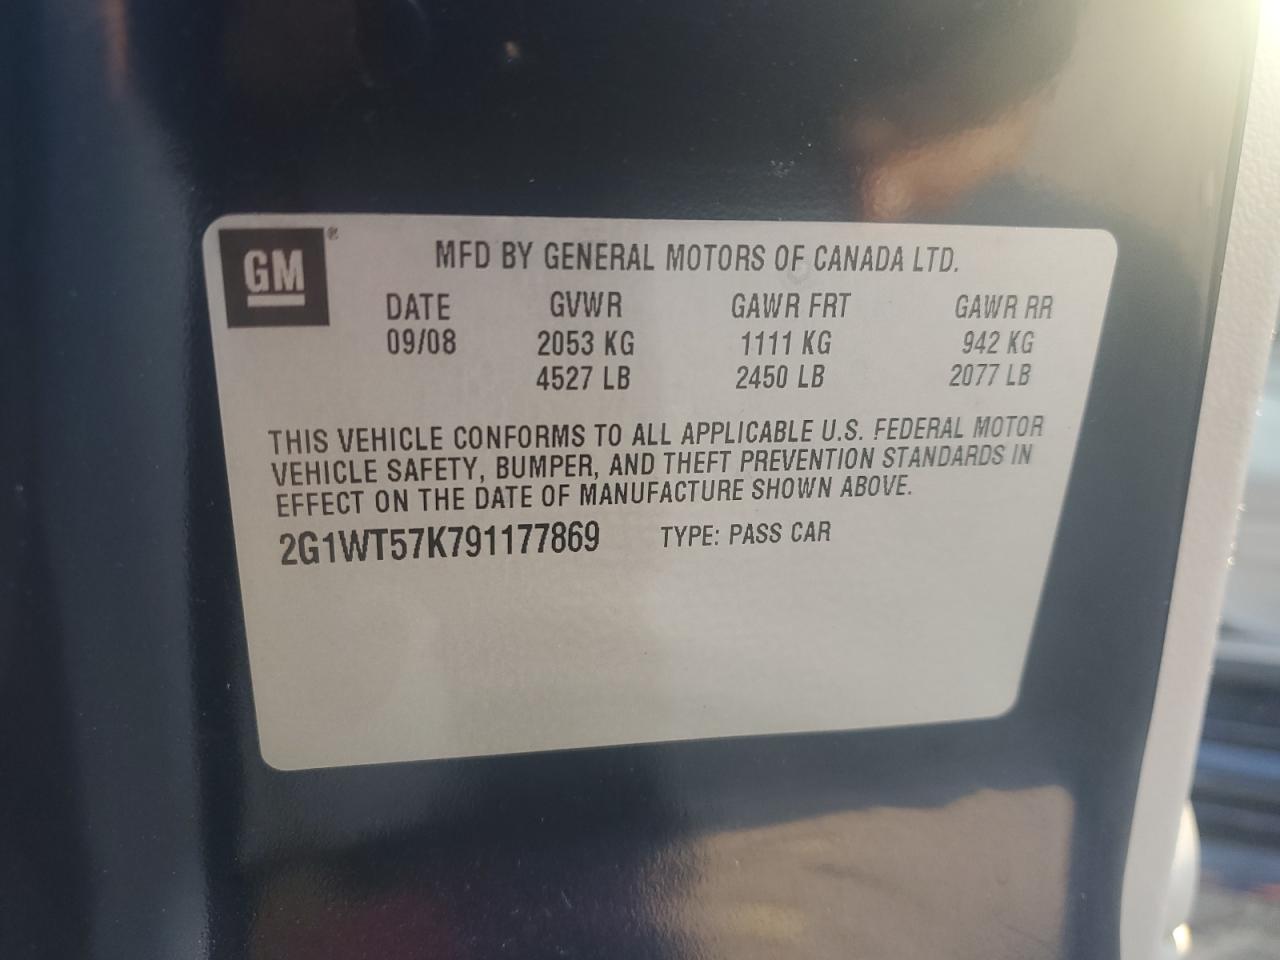 GM®
MFD BY GENERAL MOTORS OF CANADA LTD.
DATE GVWR GAWR FRT GAWR RR
09/08 2053 KG 1111 KG 942 KG
4527 LB 2450 LB 2077 LB
THIS VEHICLE CONFORMS TO ALL APPLICABLE U.S. FEDERAL MOTOR
VEHICLE SAFETY, BUMPER, AND THEFT PREVENTION STANDARDS IN
EFFECT ON THE DATE OF MANUFACTURE SHOWN ABOVE.
2G1WT57K791177869 TYPE: PASS CAR